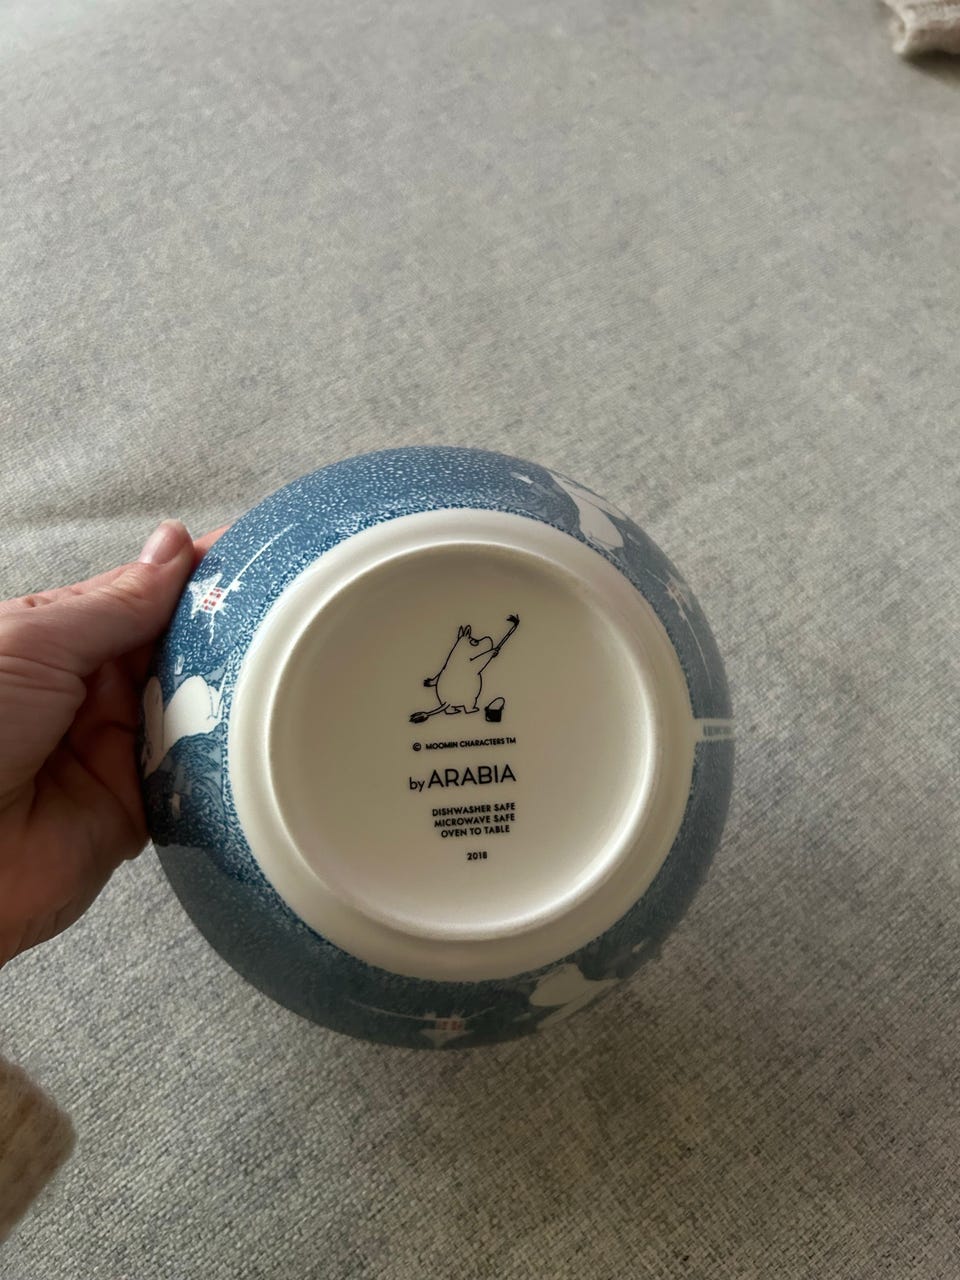 © MOOMIN CHARACTERS TM
by ARABIA
DISHWASHER SAFE
MICROWAVE SAFE
OVEN TO TABLE
2018